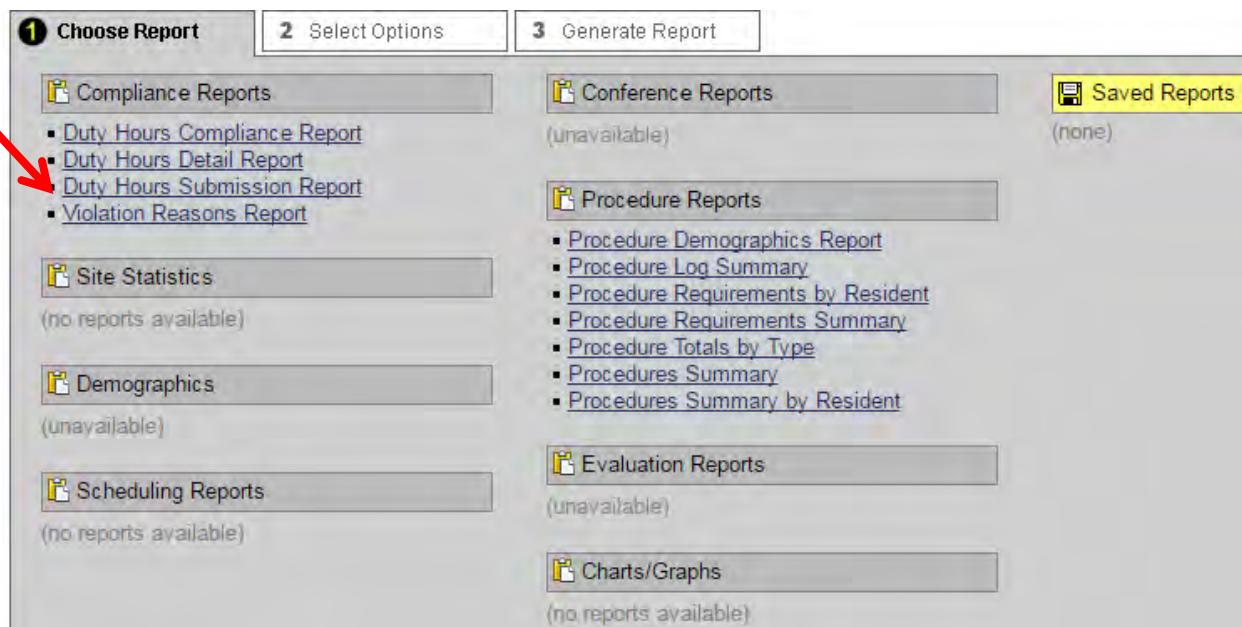 1 Choose Report
2 Select Options
3 Generate Report
Compliance Reports
Duty Hours Compliance Report
Duty Hours Detail Report
Duty Hours Submission Report
Violation Reasons Report
Site Statistics
(no reports available)
Demographics
(unavailable)
Scheduling Reports
(no reports available)
Conference Reports
(unavailable)
Procedure Reports
Procedure Demographics Report
Procedure Log Summary
Procedure Requirements by Resident
Procedure Requirements Summary
Procedure Totals by Type
Procedures Summary
Procedures Summary by Resident
Evaluation Reports
(unavailable)
Charts/Graphs
(no reports available)
Saved Reports
(none)